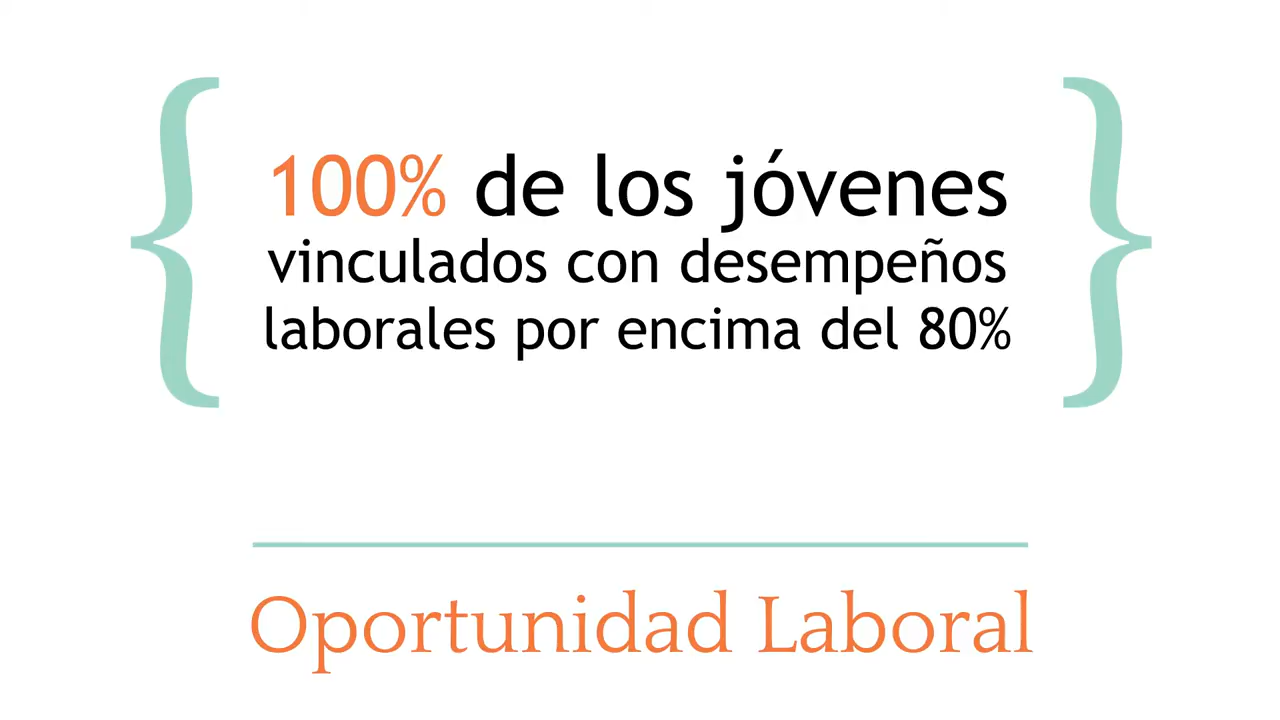 100% de los jóvenes
vinculados con desempeños
laborales por encima del 80%
Oportunidad Laboral